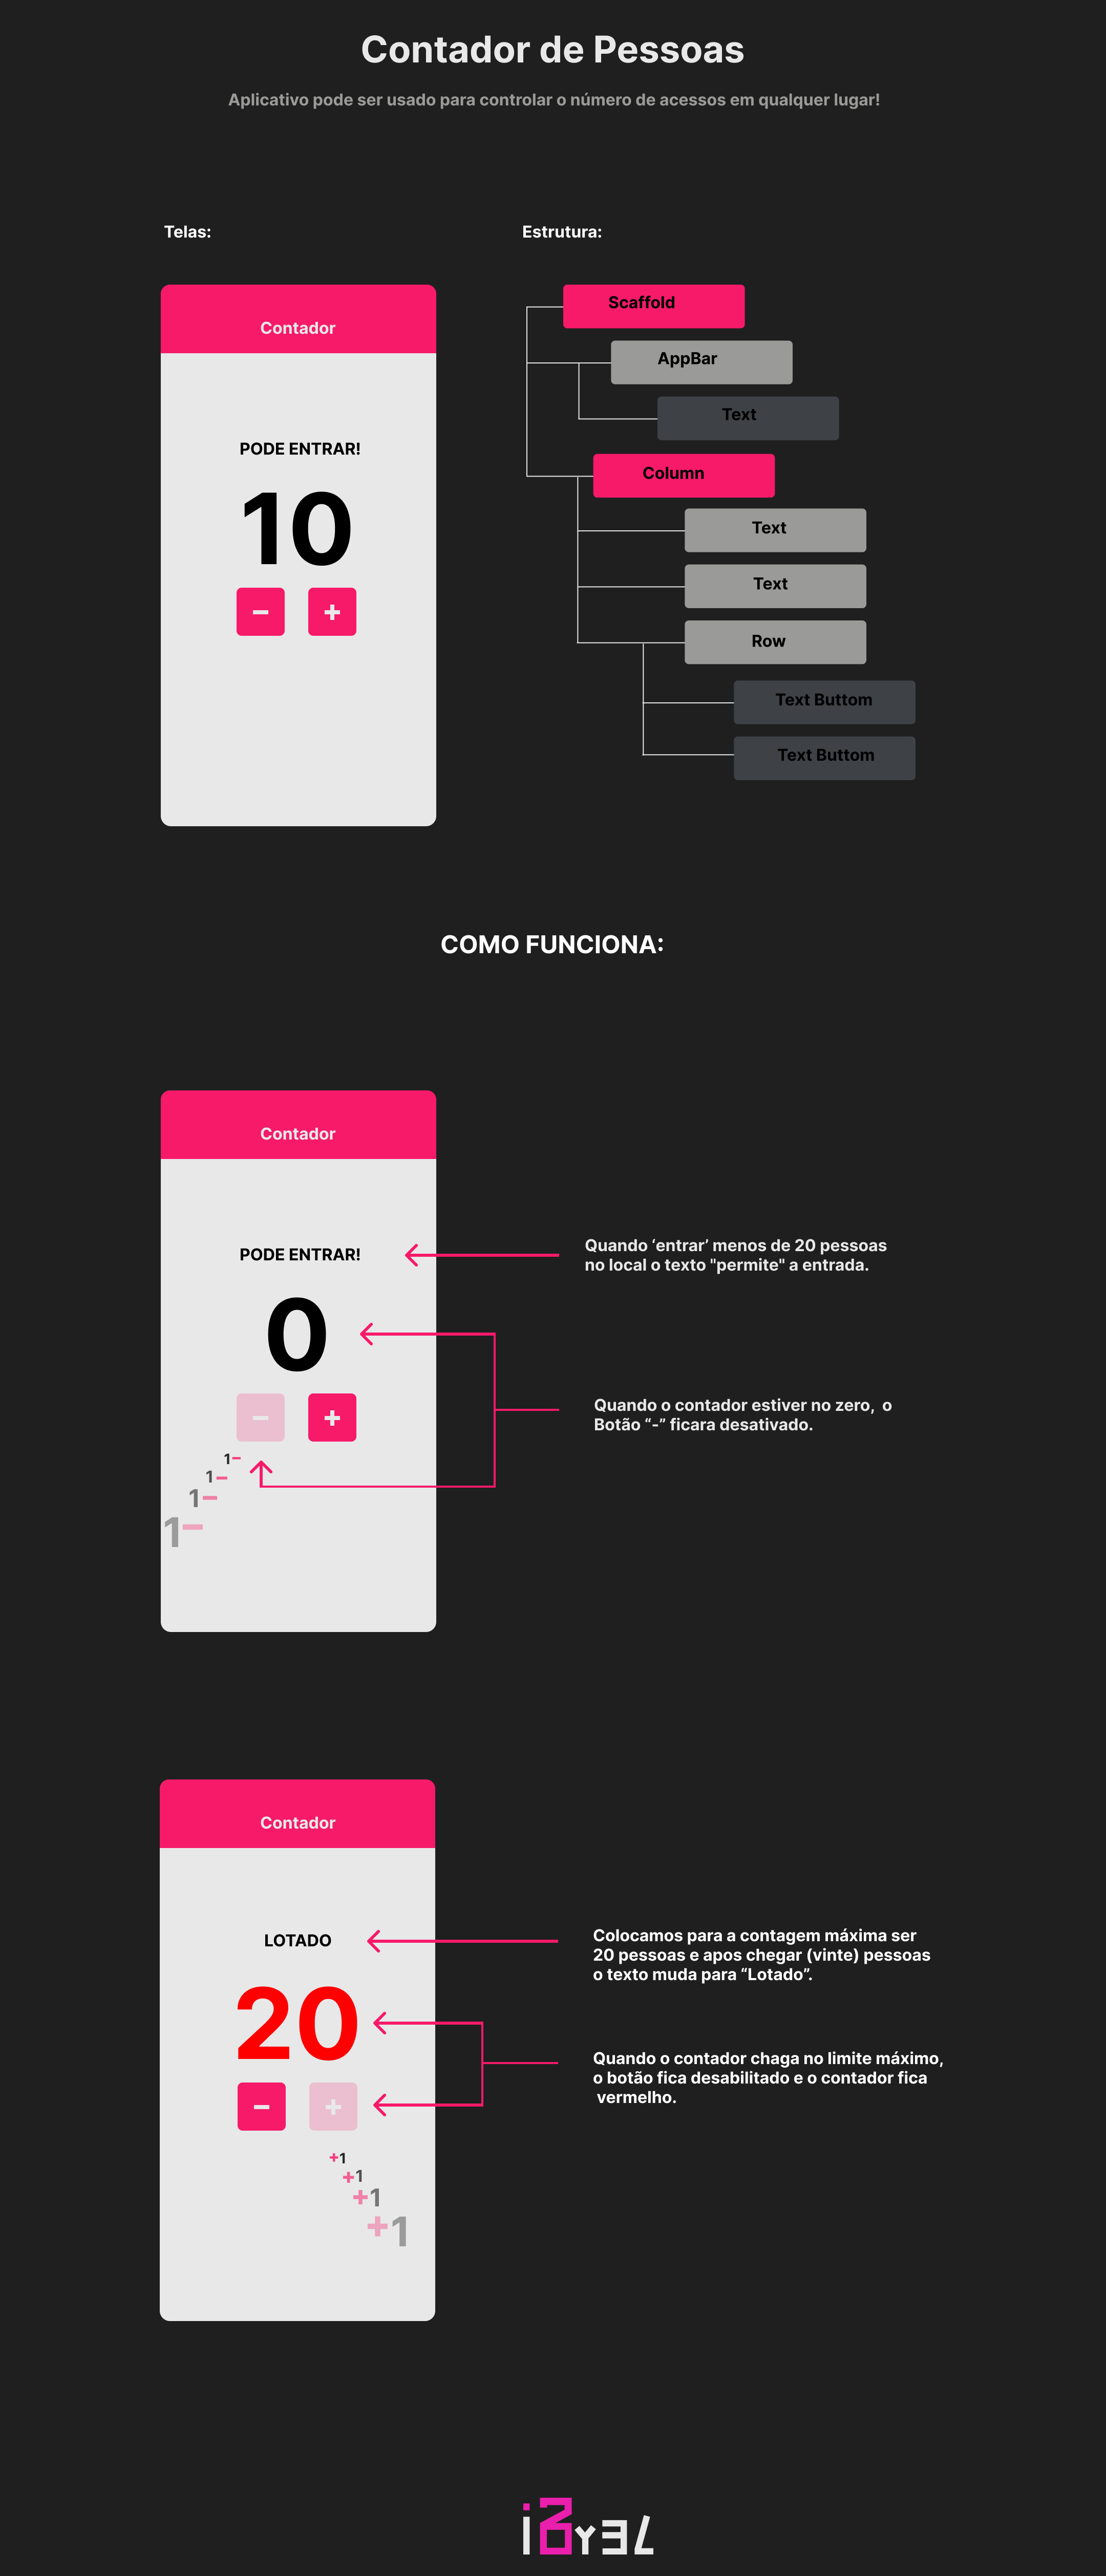 Contador de Pessoas
Aplicativo pode ser usado para controlar o número de acessos em qualquer lugar!
Telas:
Estrutura:
Contador
PODE ENTRAR!
10
−
+
Scaffold
AppBar
Text
Column
Text
Text
Row
Text Buttom
Text Buttom
COMO FUNCIONA:
Contador
PODE ENTRAR!
0
−
+
1−
1−
1−
1−
Quando ‘entrar’ menos de 20 pessoas
no local o texto "permite" a entrada.
Quando o contador estiver no zero, o
Botão “-” ficara desativado.
Contador
LOTADO
20
−
+
+1
+1
+1
+1
Colocamos para a contagem máxima ser
20 pessoas e apos chegar (vinte) pessoas
o texto muda para “Lotado”.
Quando o contador chaga no limite máximo,
o botão fica desabilitado e o contador fica
vermelho.